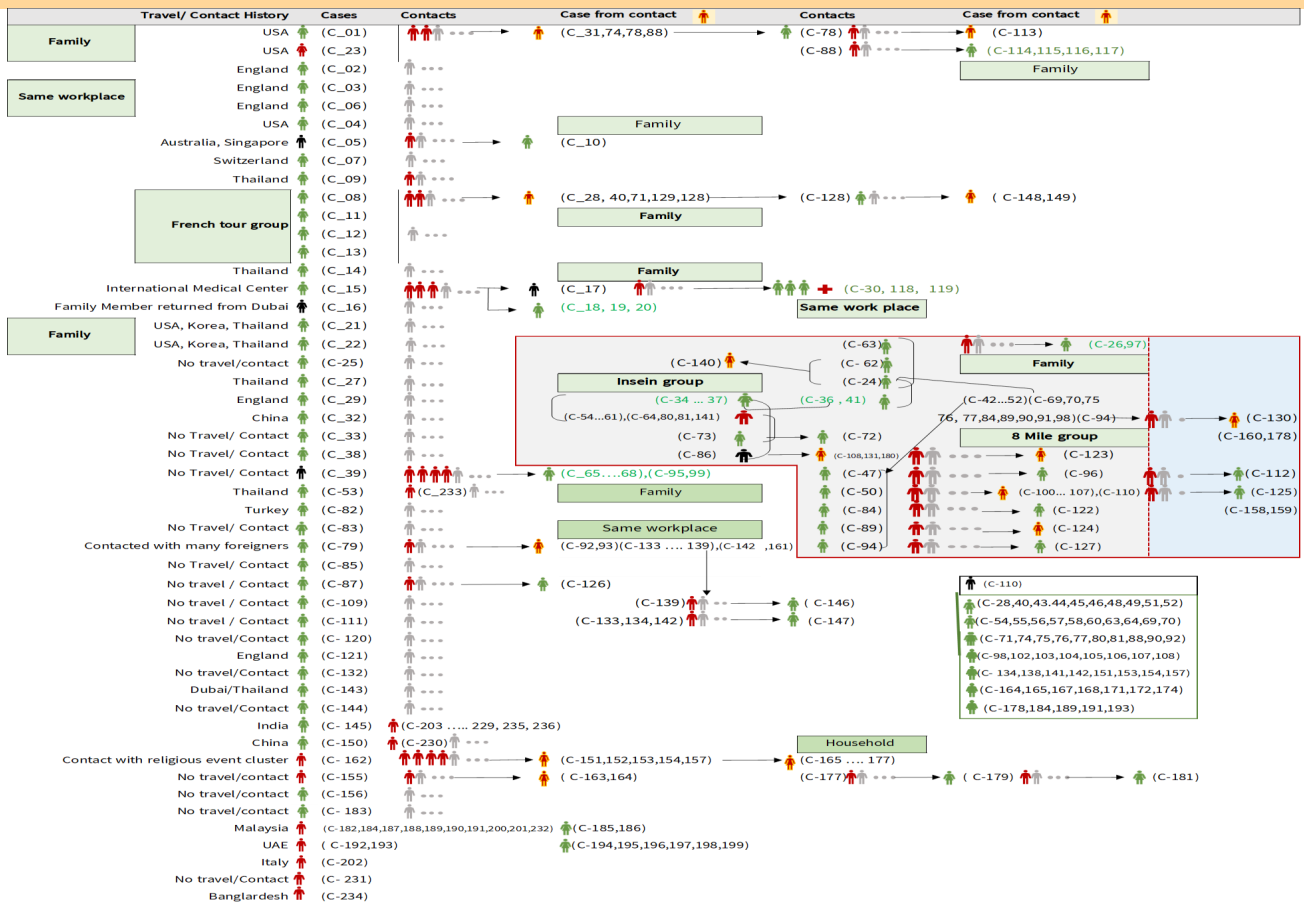 Travel/ Contact History Cases Contacts Case from contact Contacts Case from contact
Family
USA (C_01) (C_31,74,78,88) (C-78) (C-113)
USA (C_23) (C-88) (C-114,115,116,117)
England (C_02) Family
Same workplace
England (C_03)
England (C_06)
USA (C_04) Family
Australia, Singapore (C_05) (C_10)
Switzerland (C_07)
Thailand (C_09)
French tour group
(C_08) (C_28, 40,71,129,128) (C-128) ( C-148,149)
(C_11) Family
(C_12)
(C_13)
Thailand (C_14) Family
International Medical Center (C_15) (C_17) (C-30, 118, 119)
Family Member returned from Dubai (C_16) (C_18, 19, 20) Same work place
Family
USA, Korea, Thailand (C_21)
USA, Korea, Thailand (C_22) (C-63) (C-26,97)
No travel/contact (C-25) (C-140) (C- 62) Family
Thailand (C_27) Insein group (C-24)
England (C_29) (C-34 ... 37) (C-36 , 41) (C-42...52)(C-69,70,75
China (C_32) (C-54...61),(C-64,80,81,141) 76, 77,84,89,90,91,98)(C-94) (C-130)
No Travel/ Contact (C_33) (C-73) (C-72) 8 Mile group (C-160,178)
No Travel/ Contact (C_38) (C-86) (C-108,131,180) (C-123)
No Travel/ Contact (C_39) (C_65....68),(C-95,99) (C-47) (C-96) (C-112)
Thailand (C-53) (C_233) Family (C-50) (C-100... 107),(C-110) (C-125)
Turkey (C-82) (C-84) (C-122) (C-158,159)
No Travel/ Contact (C-83) Same workplace (C-89) (C-124)
Contacted with many foreigners (C-79) (C-92,93)(C-133 .... 139),(C-142 ,161) (C-94) (C-127)
No Travel/ Contact (C-85)
No travel / Contact (C-87) (C-126) (C-110)
No travel / Contact (C-109) (C-139) ( C-146) (C-28,40,43.44,45,46,48,49,51,52)
No travel / Contact (C-111) (C-133,134,142) (C-147) (C-54,55,56,57,58,60,63,64,69,70)
No travel/Contact (C- 120) (C-71,74,75,76,77,80,81,88,90,92)
England (C-121) (C-98,102,103,104,105,106,107,108)
No travel/Contact (C-132) (C- 134,138,141,142,151,153,154,157)
Dubai/Thailand (C-143) (C-164,165,167,168,171,172,174)
No travel/Contact (C-144) (C-178,184,189,191,193)
India (C- 145) (C-203 ..... 229, 235, 236)
China (C-150) (C-230) Household
Contact with religious event cluster (C- 162) (C-151,152,153,154,157) (C-165 .... 177)
No travel/contact (C-155) ( C-163,164) (C-177) ( C-179) (C-181)
No travel/contact (C-156)
No travel/contact (C- 183)
Malaysia (C-182,184,187,188,189,190,191,200,201,232) (C-185,186)
UAE ( C-192,193) (C-194,195,196,197,198,199)
Italy (C-202)
No travel/Contact (C- 231)
Banglardesh (C-234)